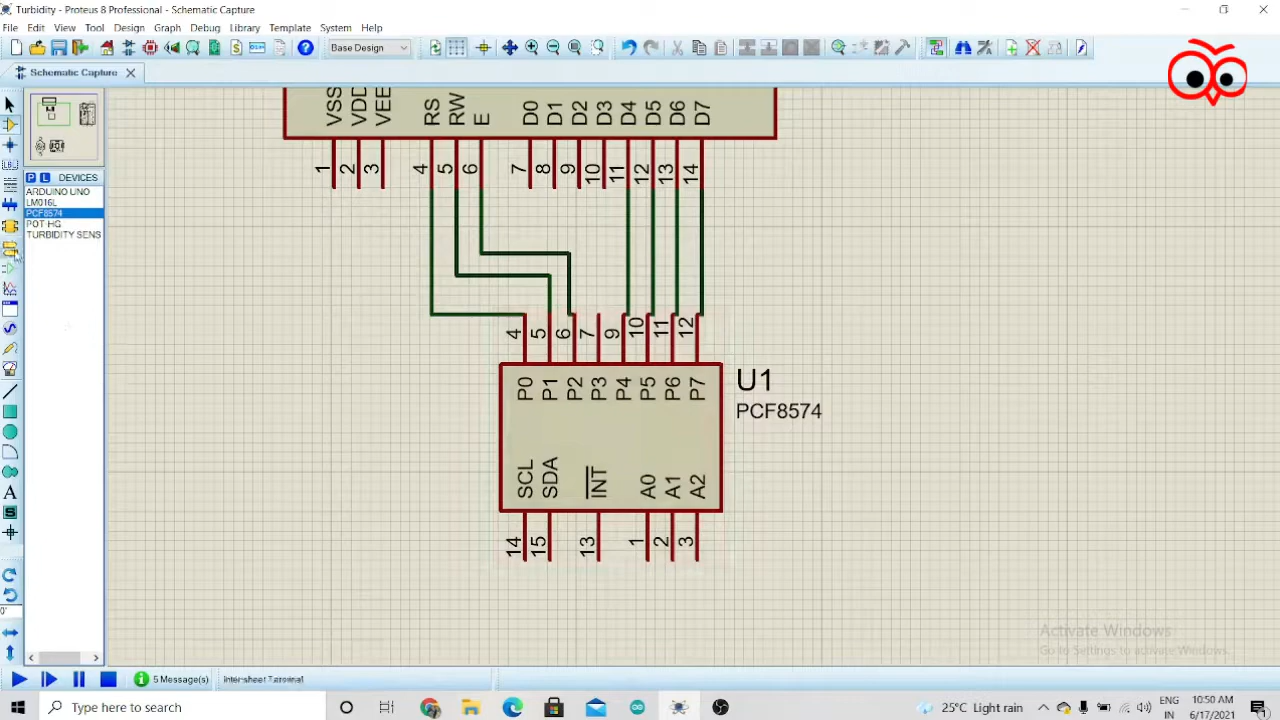 Turbidity - Proteus 8 Professional - Schematic Capture
File Edit View Tool Design Graph Debug Library Template System Help
Base Design
Schematic Capture
P L DEVICES
ARDUINO UNO
LM016L
PCF8574
POT HG
TURBIDITY SENS
VSS VDD VEE RS RW E D0 D1 D2 D3 D4 D5 D6 D7
1 2 3 4 5 6 7 8 9 10 11 12 13 14
4 5 6 7 9 10 11 12
P0 P1 P2 P3 P4 P5 P6 P7
U1
PCF8574
SCL SDA INT A0 A1 A2
14 15 13 1 2 3
A
S
0°
Activate Windows
Go to Settings to activate Windows.
5 Message(s) Inter-sheet Terminal
Type here to search
25°C Light rain
ENG
IN
10:50 AM
6/17/2021